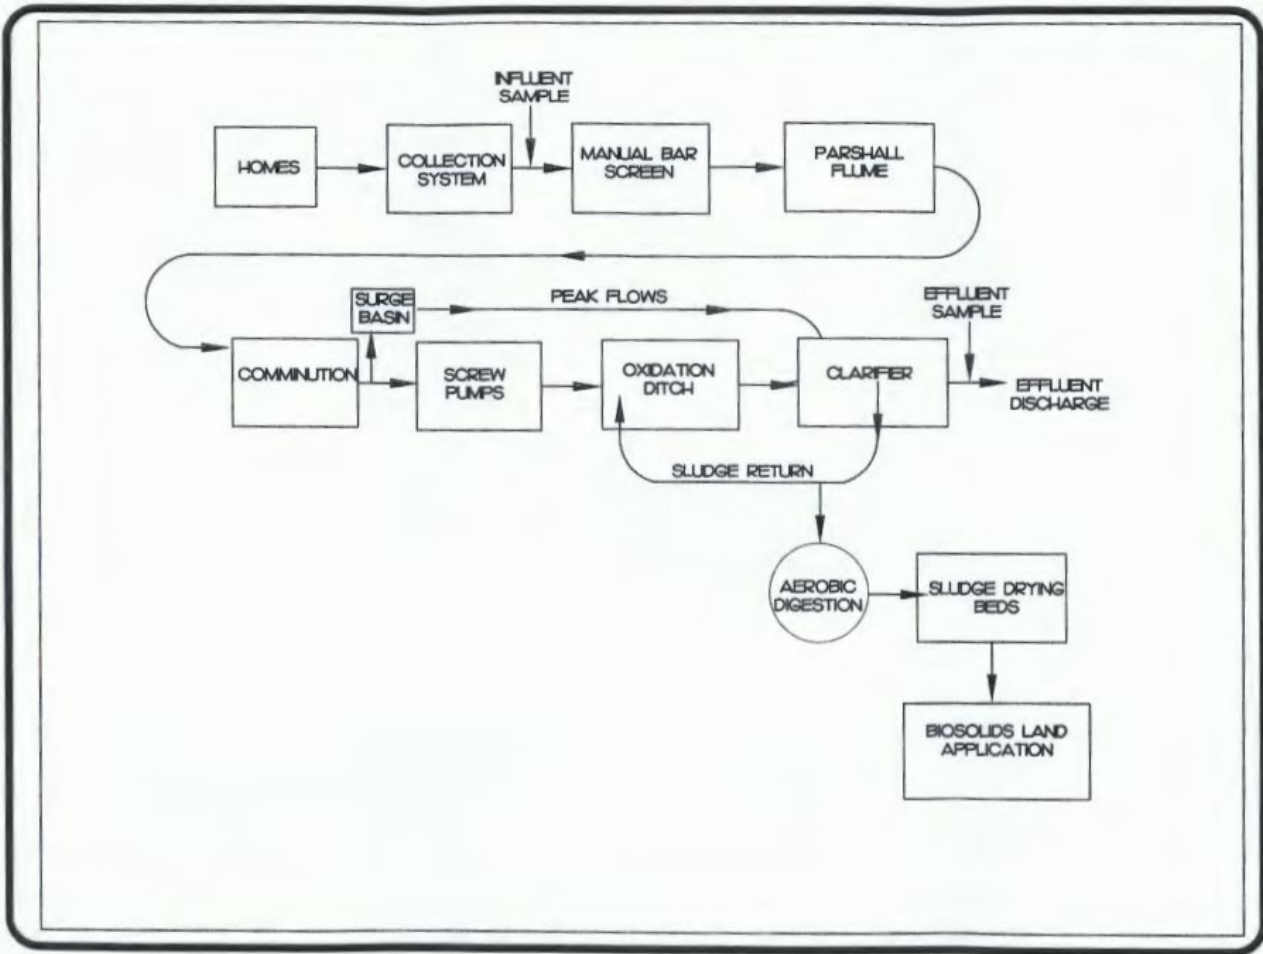 INFLUENT
SAMPLE
HOMES
COLLECTION
SYSTEM
MANUAL BAR
SCREEN
PARSHALL
FLUME
SURGE
BASIN
PEAK FLOWS
EFFLUENT
SAMPLE
COMMINUTION
SCREW
PUMPS
OXIDATION
DITCH
CLARIFIER
EFFLUENT
DISCHARGE
SLUDGE RETURN
AEROBIC
DIGESTION
SLUDGE DRYING
BEDS
BIOSOLIDS LAND
APPLICATION